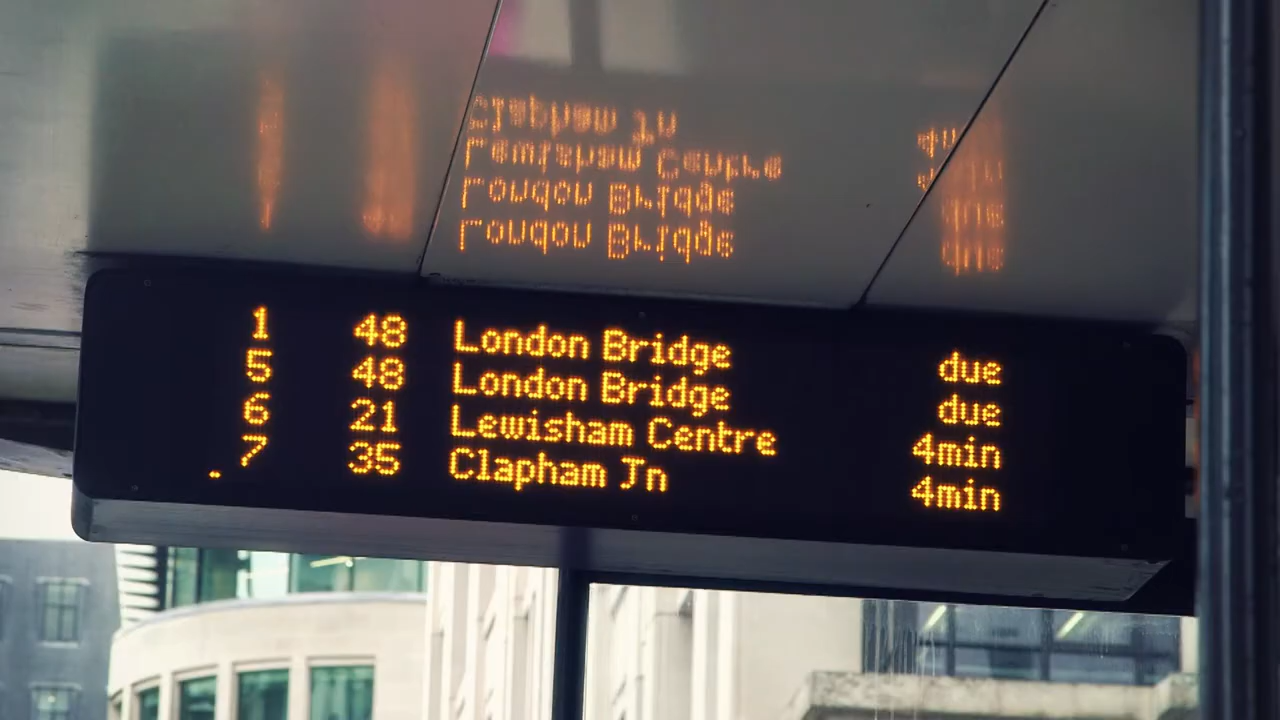 1 48 London Bridge due
5 48 London Bridge due
6 21 Lewisham Centre 4min
. 7 35 Clapham Jn 4min